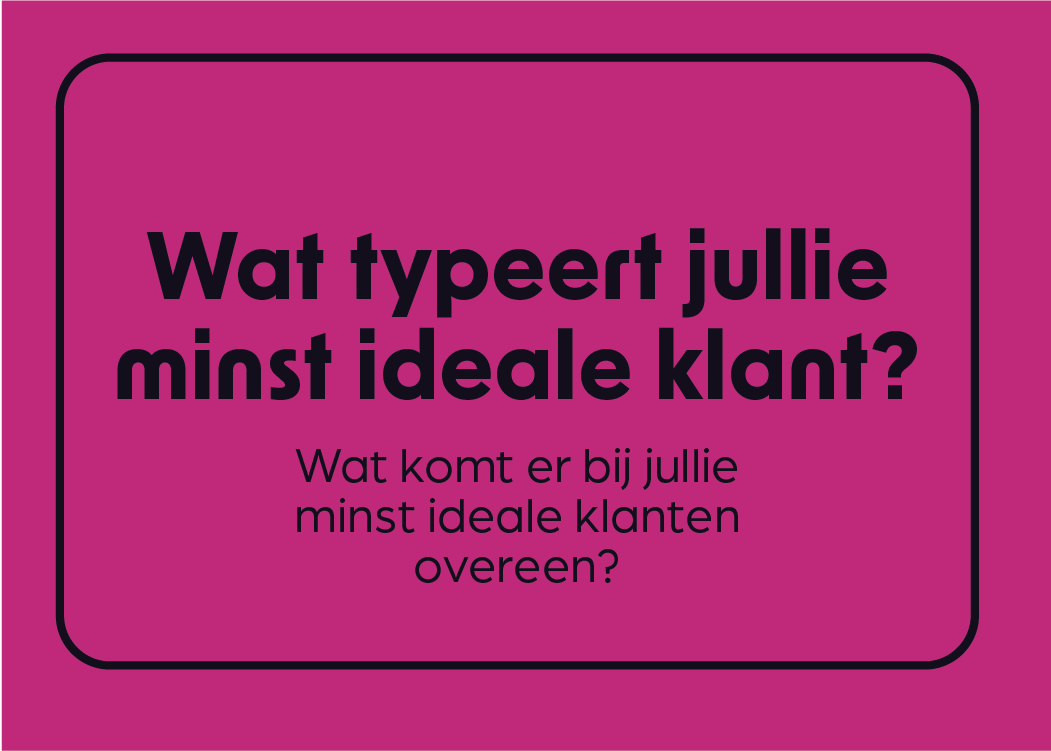 Wat typeert jullie
minst ideale klant?
Wat komt er bij jullie
minst ideale klanten
overeen?